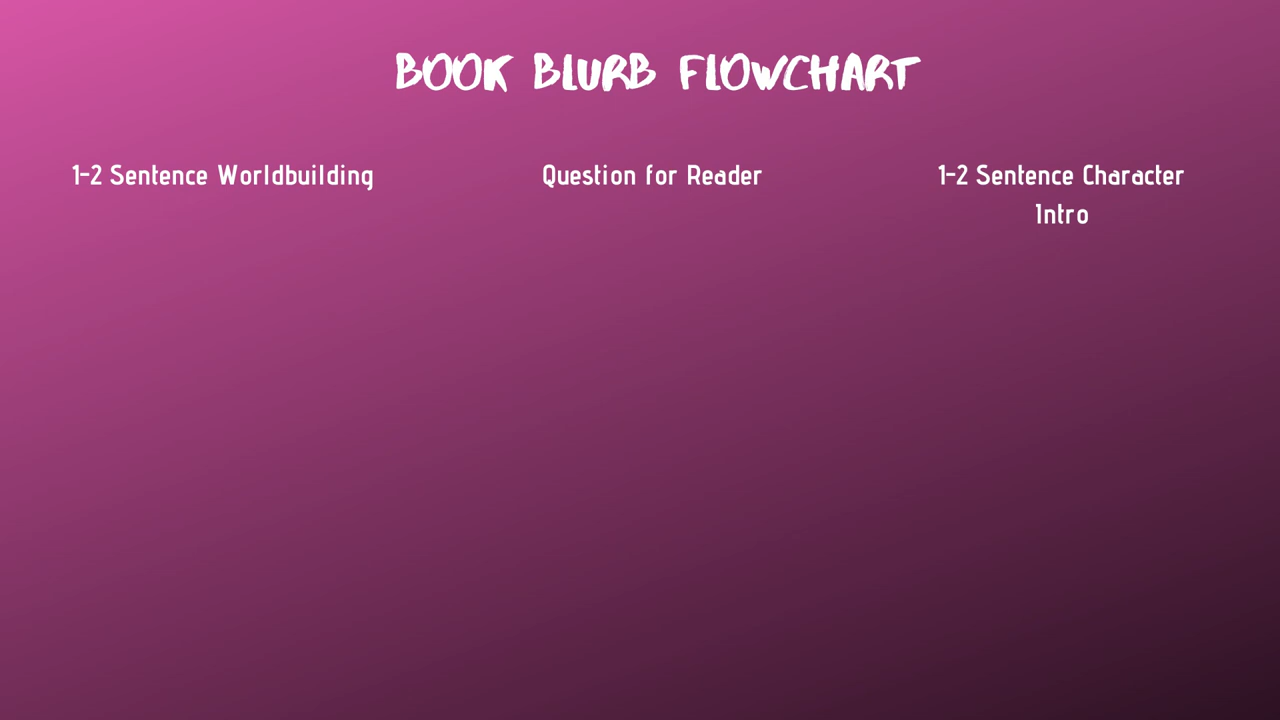 BOOK BLURB FLOWCHART
1-2 Sentence Worldbuilding
Question for Reader
1-2 Sentence Character
Intro